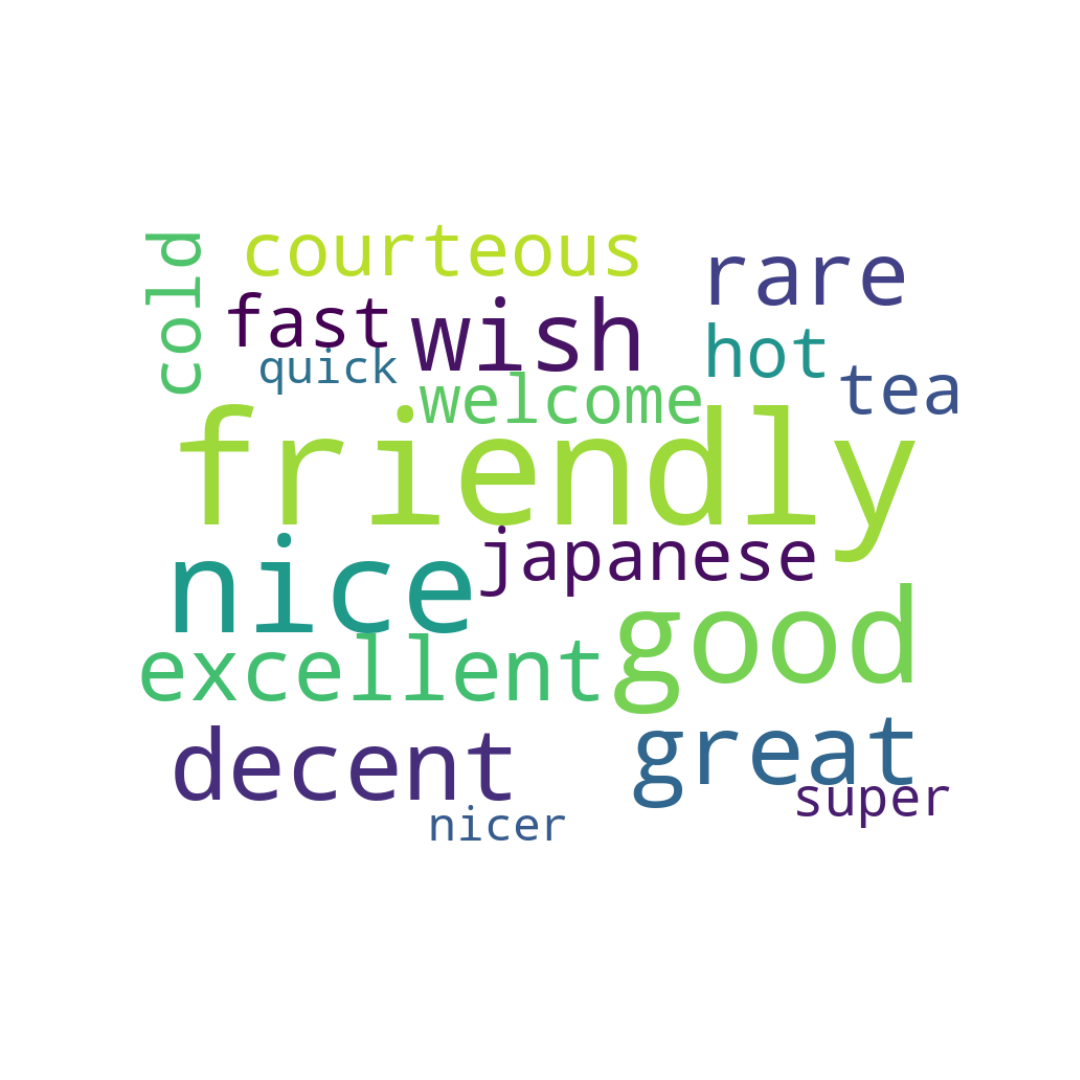 cold
courteous
rare
fast
wish
hot
quick
welcome
tea
friendly
japanese
nice
good
excellent
decent
great
super
nicer